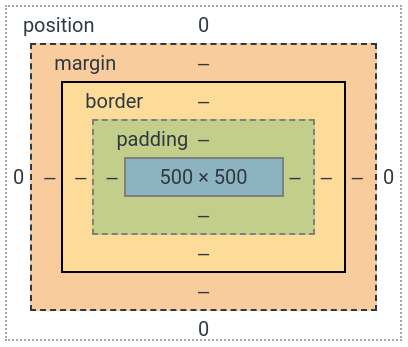 position 0
margin –
border –
padding –
0 – – – 500 × 500 – – – 0
–
–
–
0